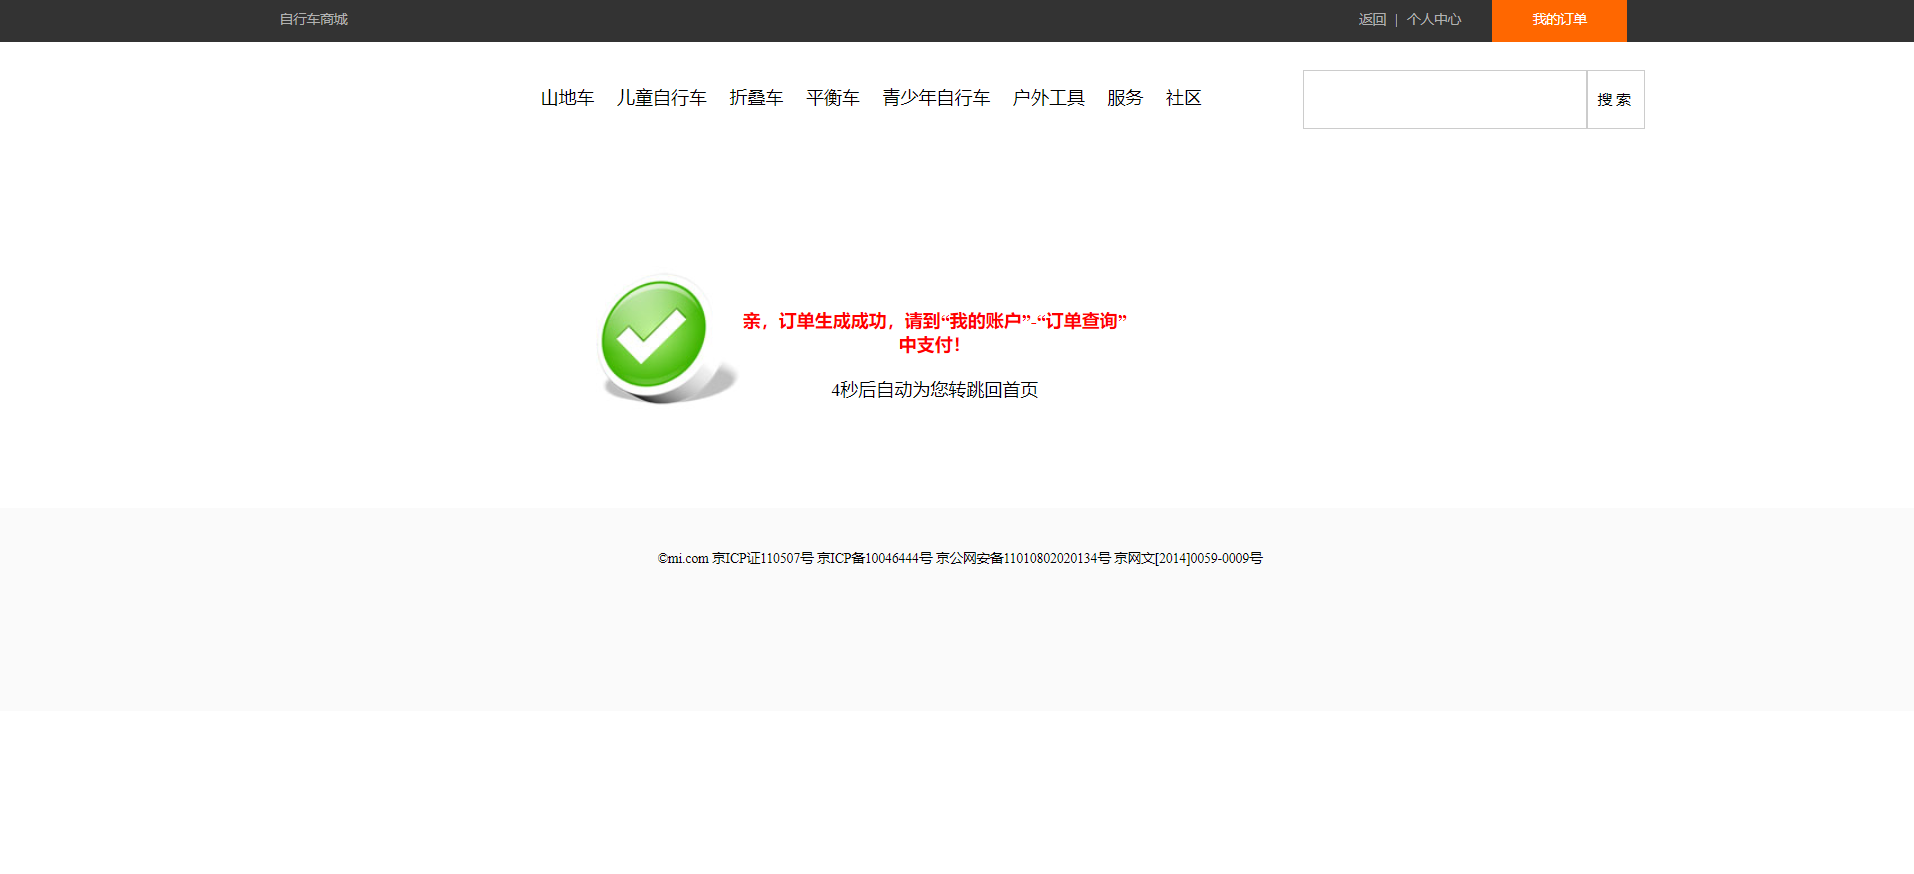 自行车商城
返回 | 个人中心 我的订单
山地车 儿童自行车 折叠车 平衡车 青少年自行车 户外工具 服务 社区 搜 索
亲，订单生成成功，请到“我的账户”-“订单查询”
中支付！
4秒后自动为您转跳回首页
©mi.com 京ICP证110507号 京ICP备10046444号 京公网安备11010802020134号 京网文[2014]0059-0009号